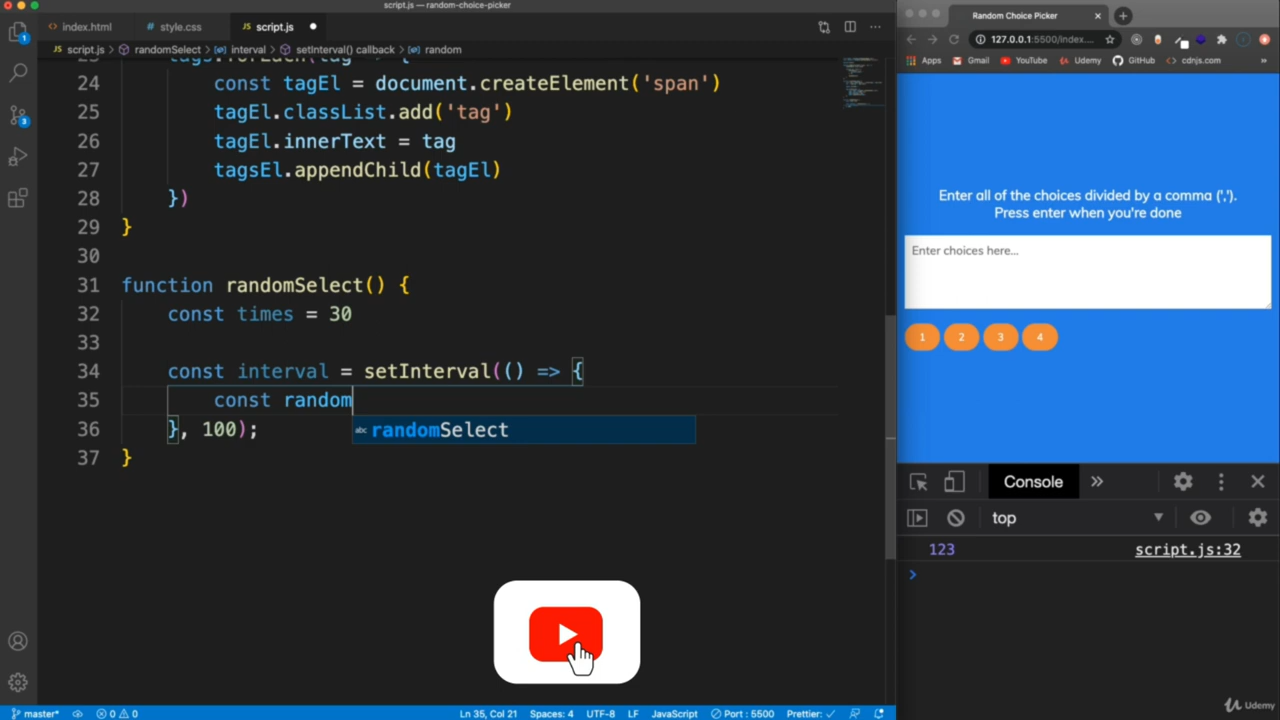 script.js — random-choice-picker
index.html
style.css
JS script.js
JS script.js > randomSelect > interval > setInterval() callback > random
24 const tagEl = document.createElement('span')
25 tagEl.classList.add('tag')
26 tagEl.innerText = tag
27 tagsEl.appendChild(tagEl)
28 })
29 }
30
31 function randomSelect() {
32 const times = 30
33
34 const interval = setInterval(() => {
35 const random
abc randomSelect
36 }, 100);
37 }
1
3
master*
0 0
Ln 35, Col 21
Spaces: 4
UTF-8
LF
JavaScript
Port : 5500
Prettier: ✓
Random Choice Picker
127.0.0.1:5500/index....
Apps
Gmail
YouTube
Udemy
GitHub
cdnjs.com
»
Enter all of the choices divided by a comma (',').
Press enter when you're done
Enter choices here...
1 2 3 4
Console
»
top
123 script.js:32
>
Udemy